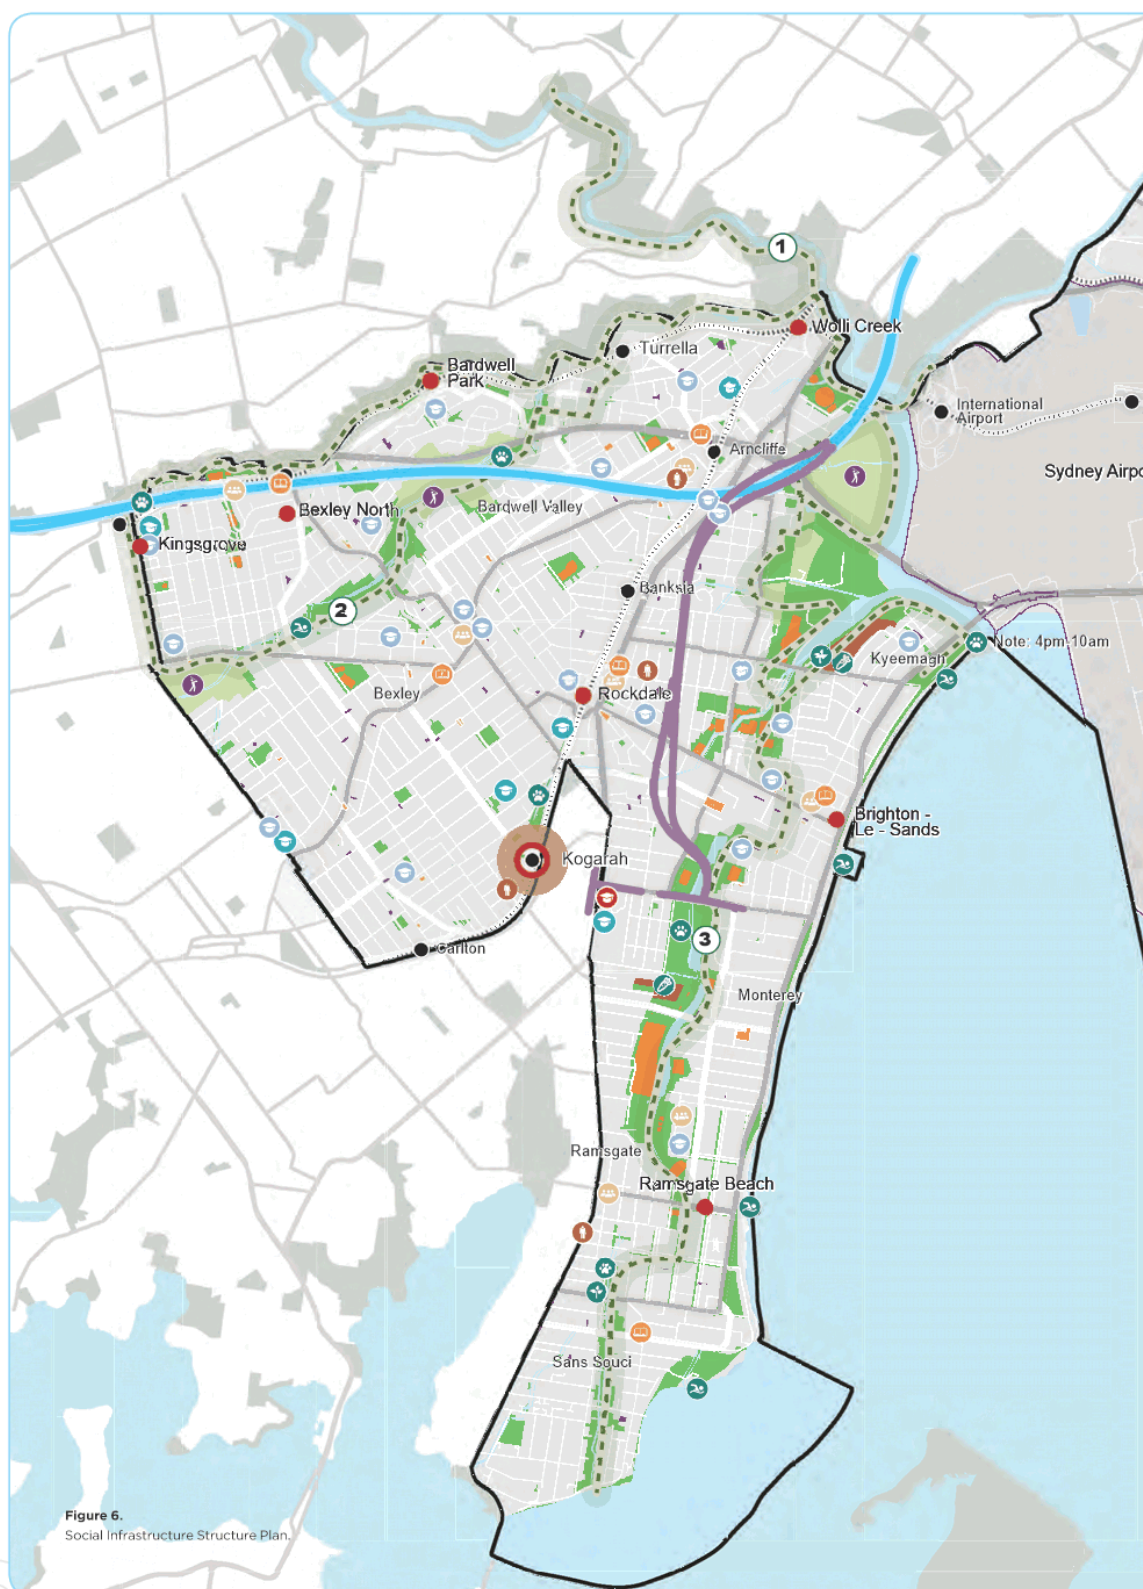 1
Wolli Creek
Turrella
Bardwell
Park
International
Airport
Arncliffe
Sydney Airpo
Bardwell Valley
Bexley North
Kingsgrove
Banksia
2
Note: 4pm-10am
Kyeemagh
Bexley
Rockdale
Brighton -
Le - Sands
Kogarah
3
Carlton
Monterey
Ramsgate
Ramsgate Beach
Sans Souci
Figure 6.
Social Infrastructure Structure Plan.